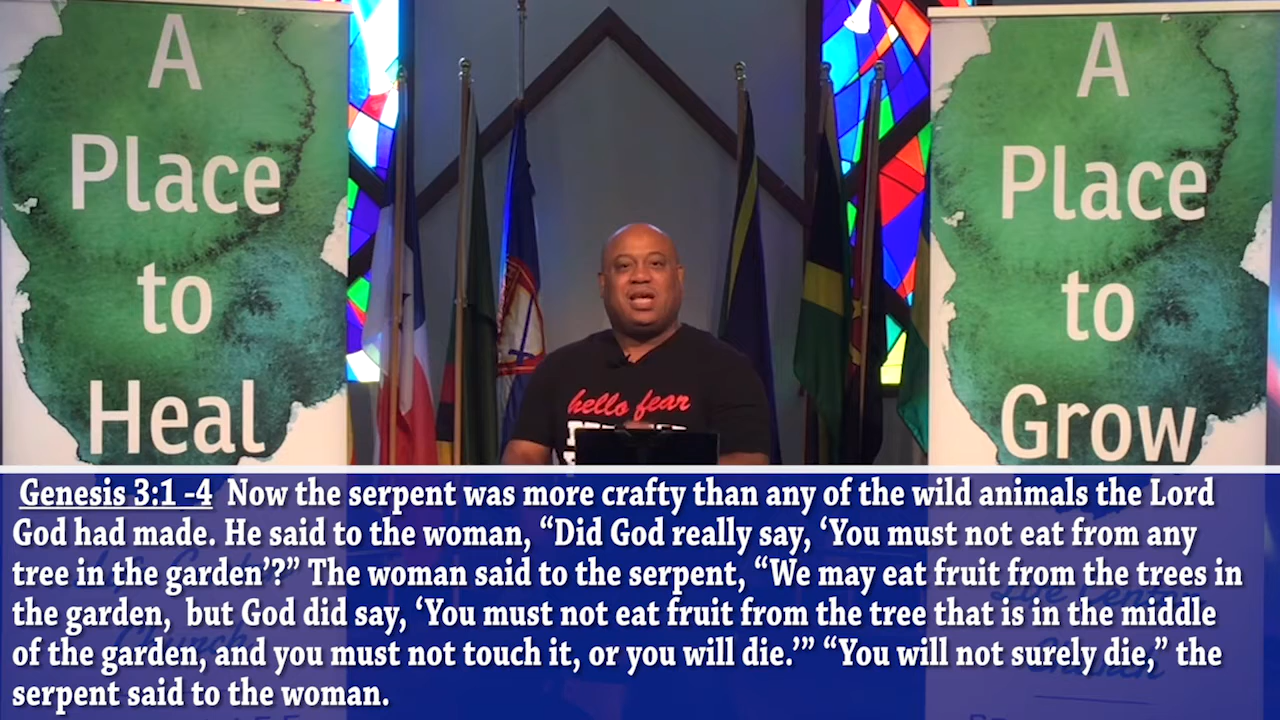 A
Place
to
Heal
A
Place
to
Grow
hello fear
Genesis 3:1 -4 Now the serpent was more crafty than any of the wild animals the Lord
God had made. He said to the woman, “Did God really say, ‘You must not eat from any
tree in the garden’?” The woman said to the serpent, “We may eat fruit from the trees in
the garden, but God did say, ‘You must not eat fruit from the tree that is in the middle
of the garden, and you must not touch it, or you will die.’” “You will not surely die,” the
serpent said to the woman.
Life Center
Church